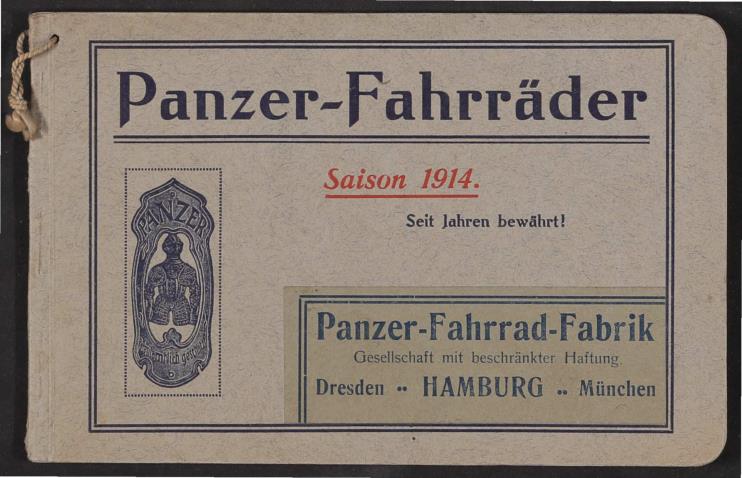 Panzer-Fahrräder
Saison 1914.
Seit Jahren bewährt!
PANZER
Panzer-Fahrrad-Fabrik
Gesellschaft mit beschränkter Haftung.
Dresden •• HAMBURG •• München